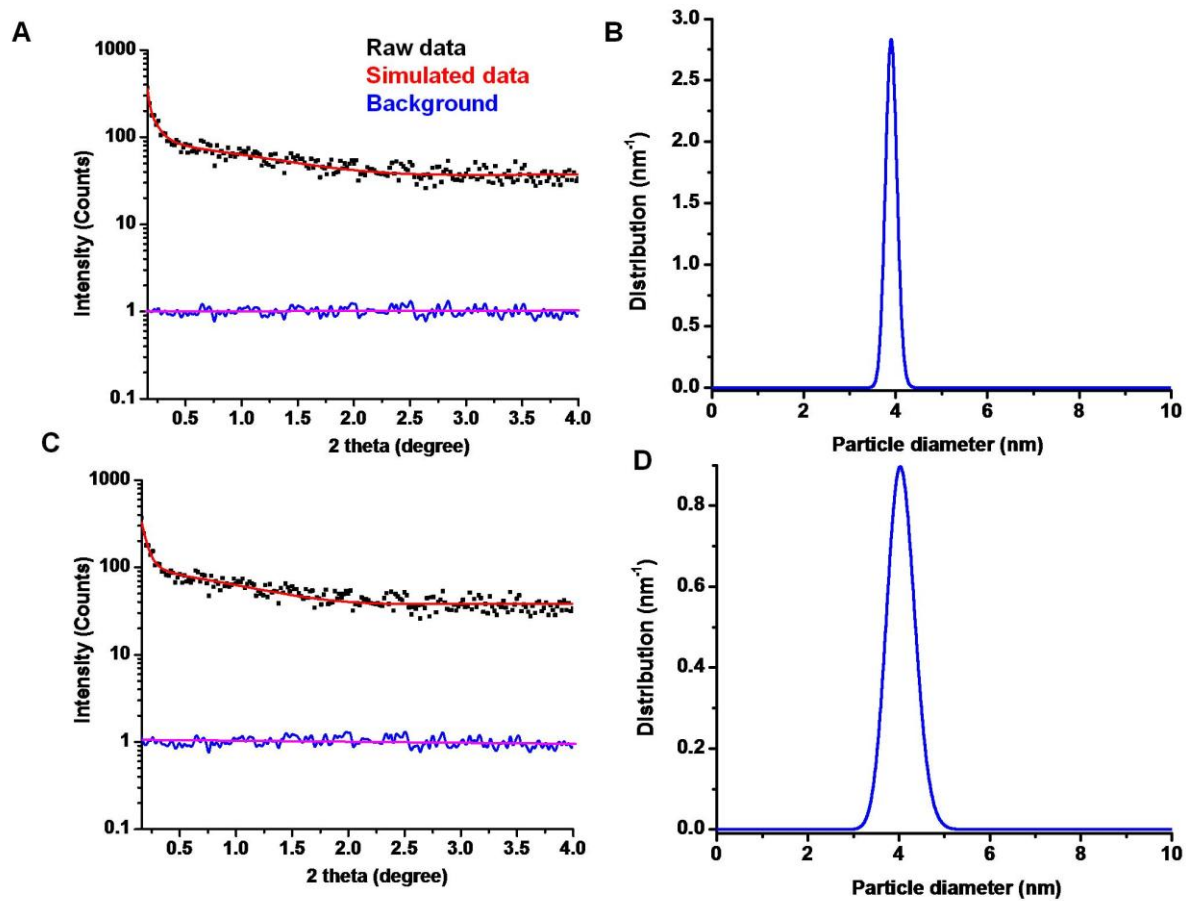 A
Raw data
Simulated data
Background
1000
100
10
1
0.1
Intensity (Counts)
0.5 1.0 1.5 2.0 2.5 3.0 3.5 4.0
2 theta (degree)
B
3.0
2.5
2.0
1.5
1.0
0.5
0.0
Distribution (nm⁻¹)
0 2 4 6 8 10
Particle diameter (nm)
C
1000
100
10
1
0.1
Intensity (Counts)
0.5 1.0 1.5 2.0 2.5 3.0 3.5 4.0
2 theta (degree)
D
0.8
0.6
0.4
0.2
0.0
Distribution (nm⁻¹)
0 2 4 6 8 10
Particle diameter (nm)